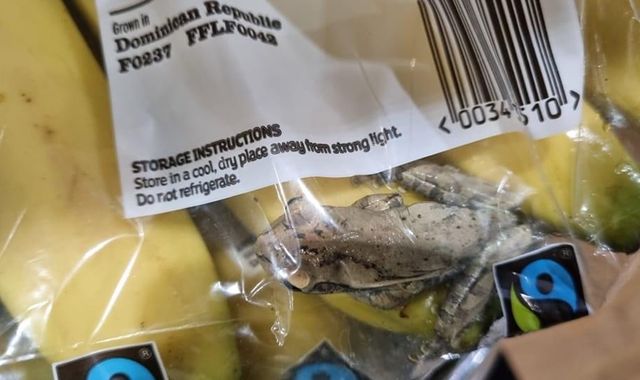 Grown in
Dominican Republic
F0237 FFLF0042
STORAGE INSTRUCTIONS
Store in a cool, dry place away from strong light.
Do not refrigerate.